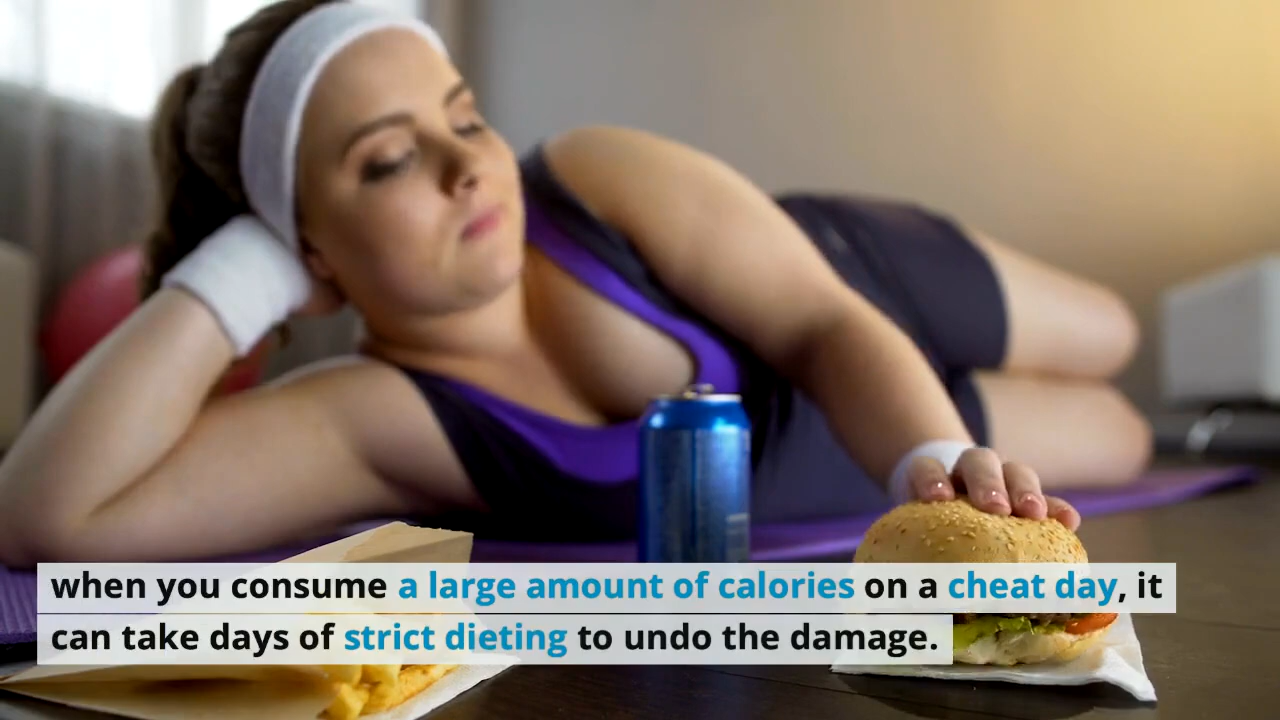 when you consume a large amount of calories on a cheat day, it
can take days of strict dieting to undo the damage.